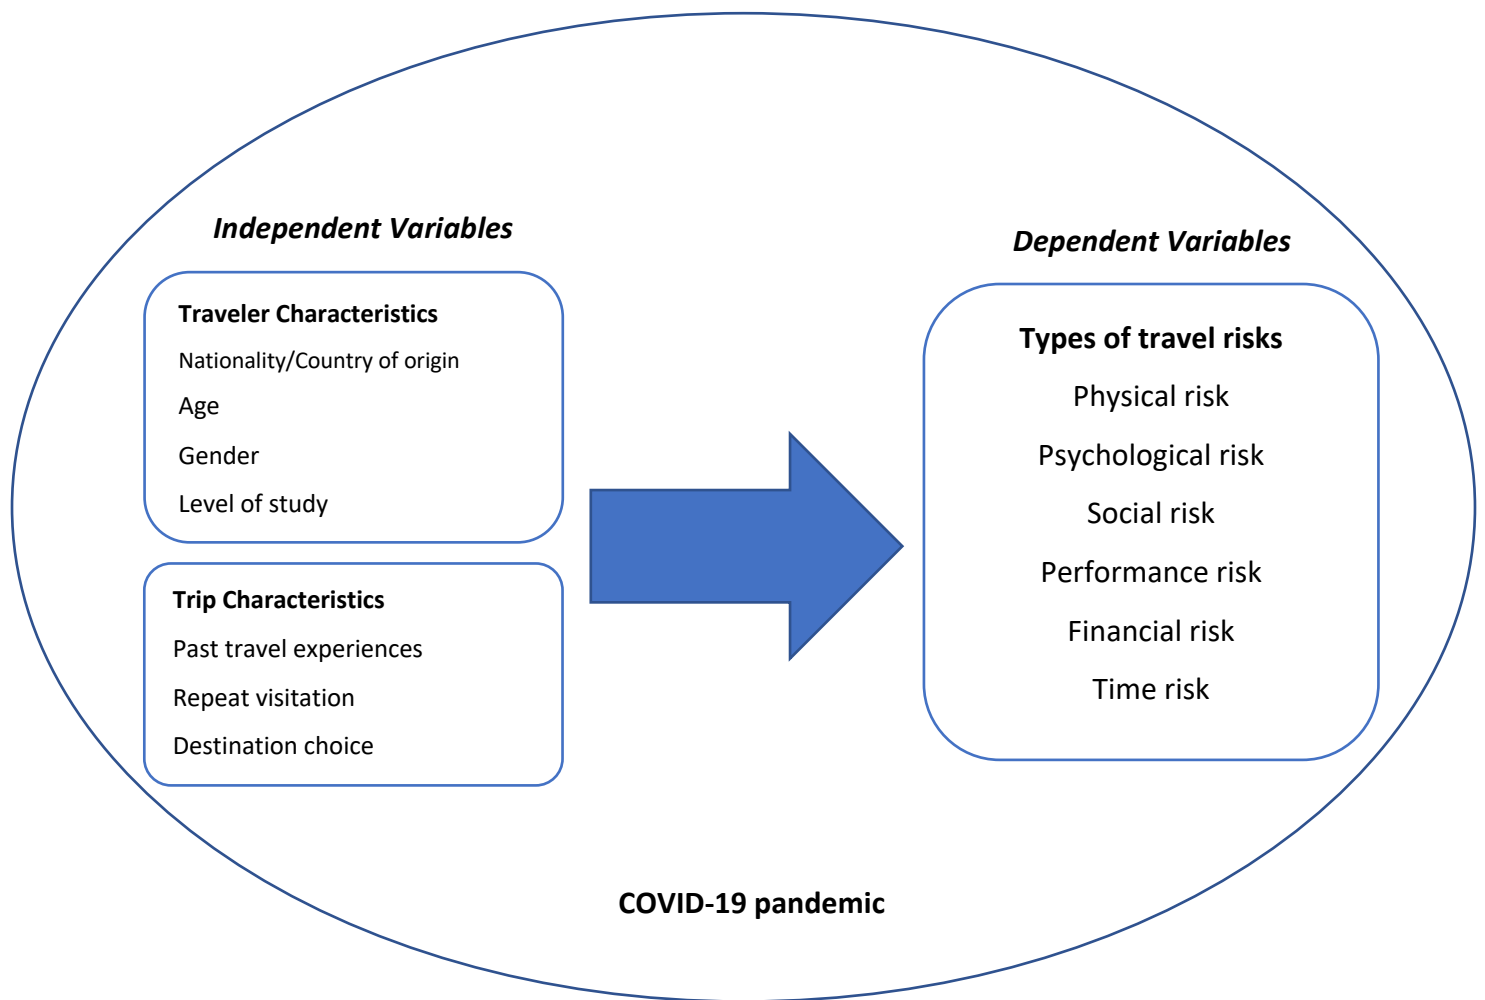 Independent Variables
Traveler Characteristics
Nationality/Country of origin
Age
Gender
Level of study
Trip Characteristics
Past travel experiences
Repeat visitation
Destination choice
Dependent Variables
Types of travel risks
Physical risk
Psychological risk
Social risk
Performance risk
Financial risk
Time risk
COVID-19 pandemic